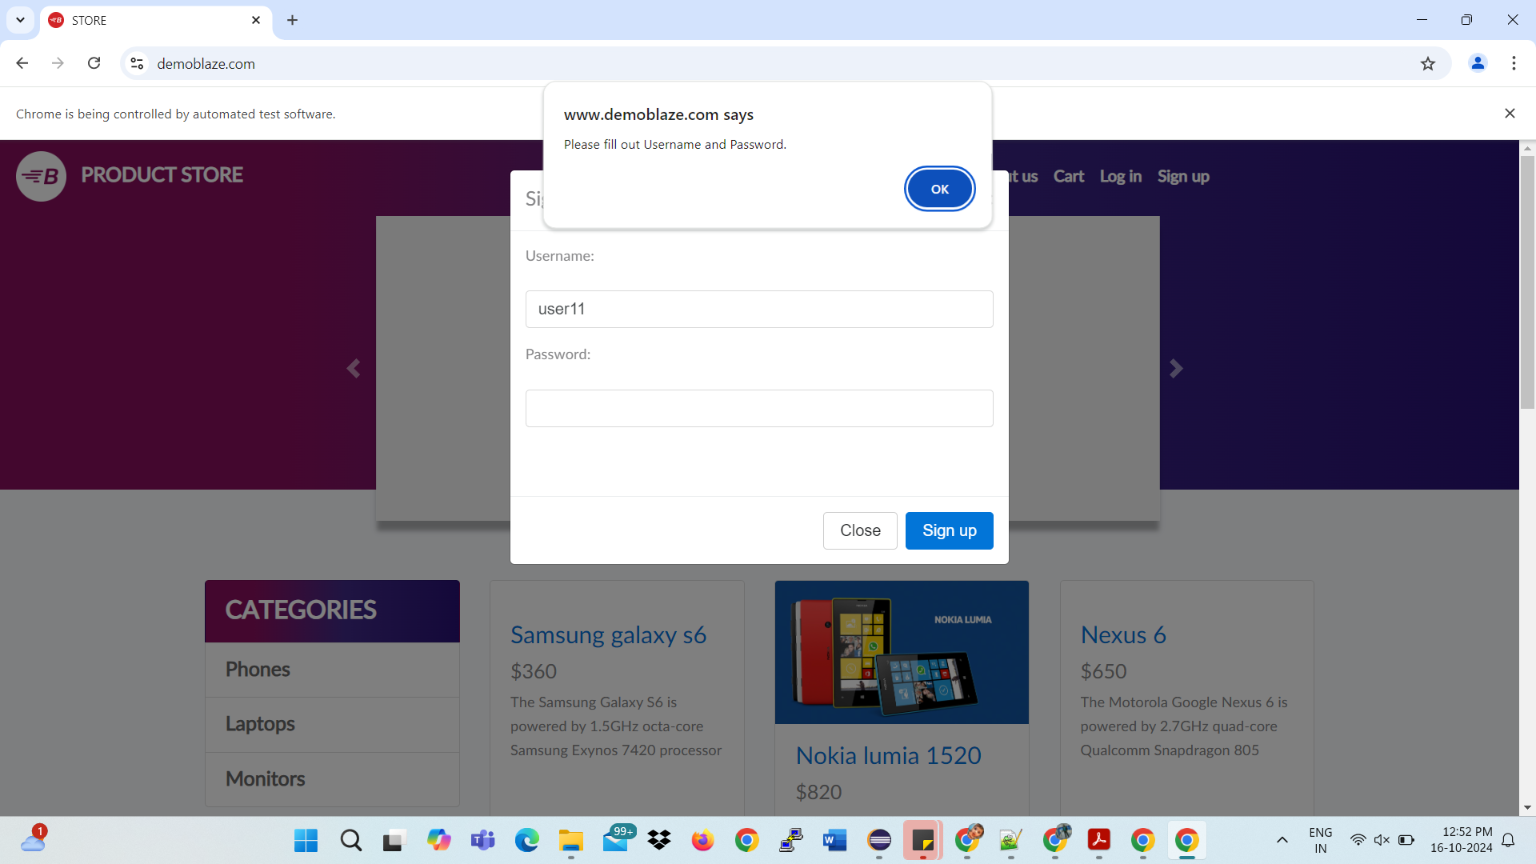 STORE
demoblaze.com
Chrome is being controlled by automated test software.
www.demoblaze.com says
Please fill out Username and Password.
OK
B PRODUCT STORE
us Cart Log in Sign up
Username:
user11
Password:
Close Sign up
CATEGORIES
Phones
Laptops
Monitors
Samsung galaxy s6
$360
The Samsung Galaxy S6 is
powered by 1.5GHz octa-core
Samsung Exynos 7420 processor
NOKIA LUMIA
Nokia lumia 1520
$820
Nexus 6
$650
The Motorola Google Nexus 6 is
powered by 2.7GHz quad-core
Qualcomm Snapdragon 805
1
99+
ENG
IN
12:52 PM
16-10-2024